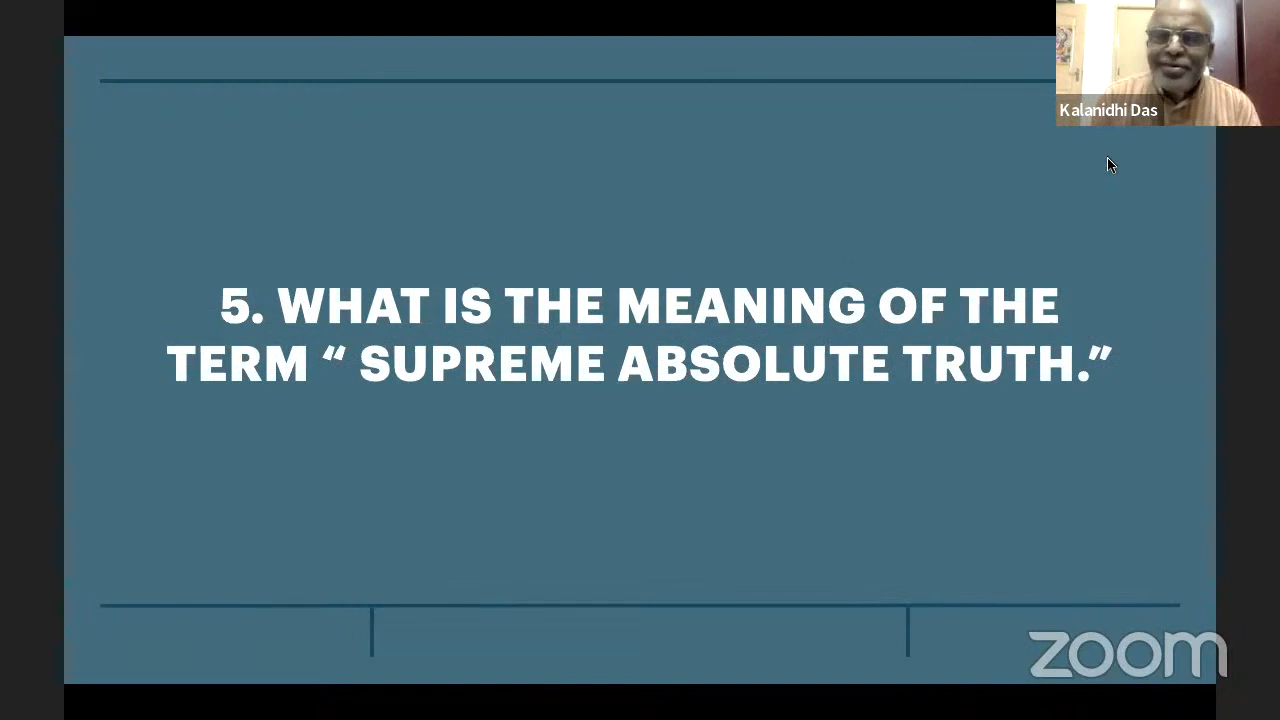 Kalanidhi Das
5. WHAT IS THE MEANING OF THE
TERM “ SUPREME ABSOLUTE TRUTH.”
zoom